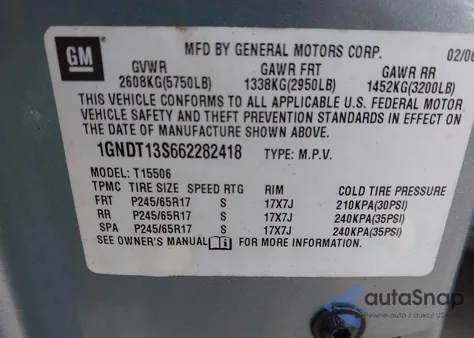 GM
MFD BY GENERAL MOTORS CORP. 02/06
GVWR GAWR FRT GAWR RR
2608KG(5750LB) 1338KG(2950LB) 1452KG(3200LB)
THIS VEHICLE CONFORMS TO ALL APPLICABLE U.S. FEDERAL MOTOR
VEHICLE SAFETY AND THEFT PREVENTION STANDARDS IN EFFECT ON
THE DATE OF MANUFACTURE SHOWN ABOVE.
1GNDT13S662282418 TYPE: M.P.V.
MODEL: T15506
TPMC TIRE SIZE SPEED RTG RIM COLD TIRE PRESSURE
FRT P245/65R17 S 17X7J 210KPA(30PSI)
RR P245/65R17 S 17X7J 240KPA(35PSI)
SPA P245/65R17 S 17X7J 240KPA(35PSI)
SEE OWNER'S MANUAL FOR MORE INFORMATION.
autoSnap